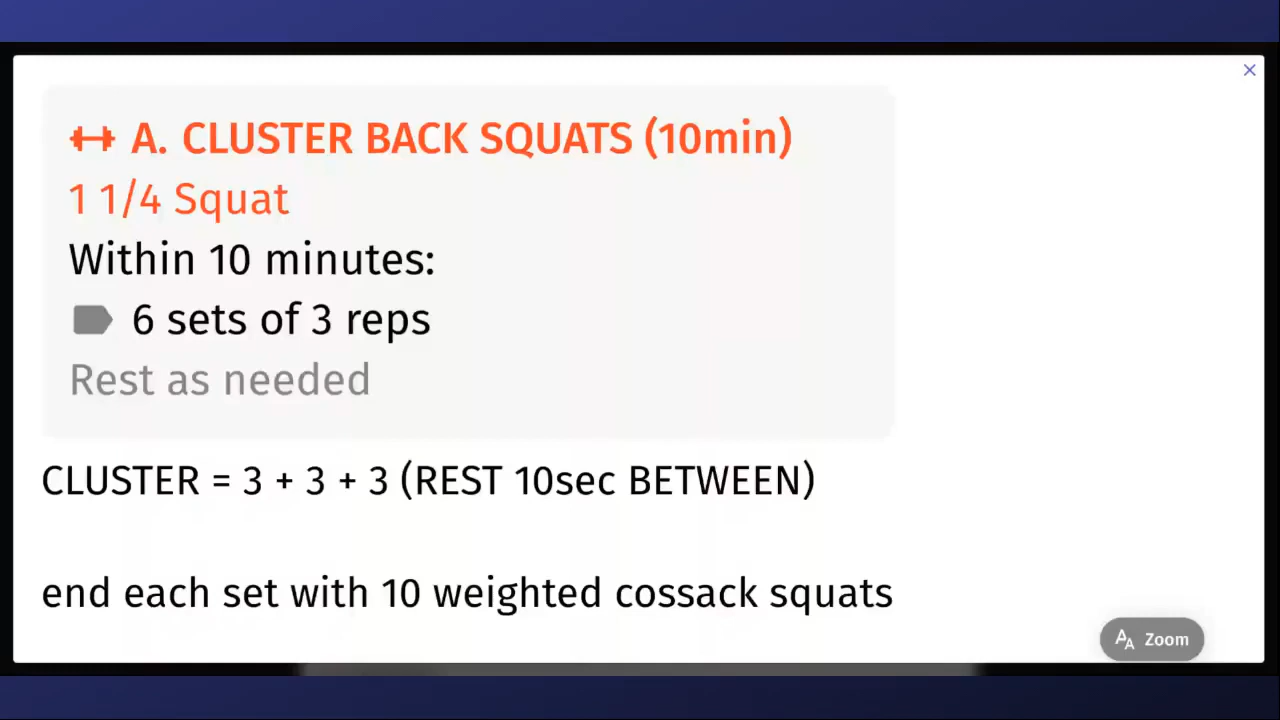 A. CLUSTER BACK SQUATS (10min)
1 1/4 Squat
Within 10 minutes:
6 sets of 3 reps
Rest as needed
CLUSTER = 3 + 3 + 3 (REST 10sec BETWEEN)
end each set with 10 weighted cossack squats
AA Zoom